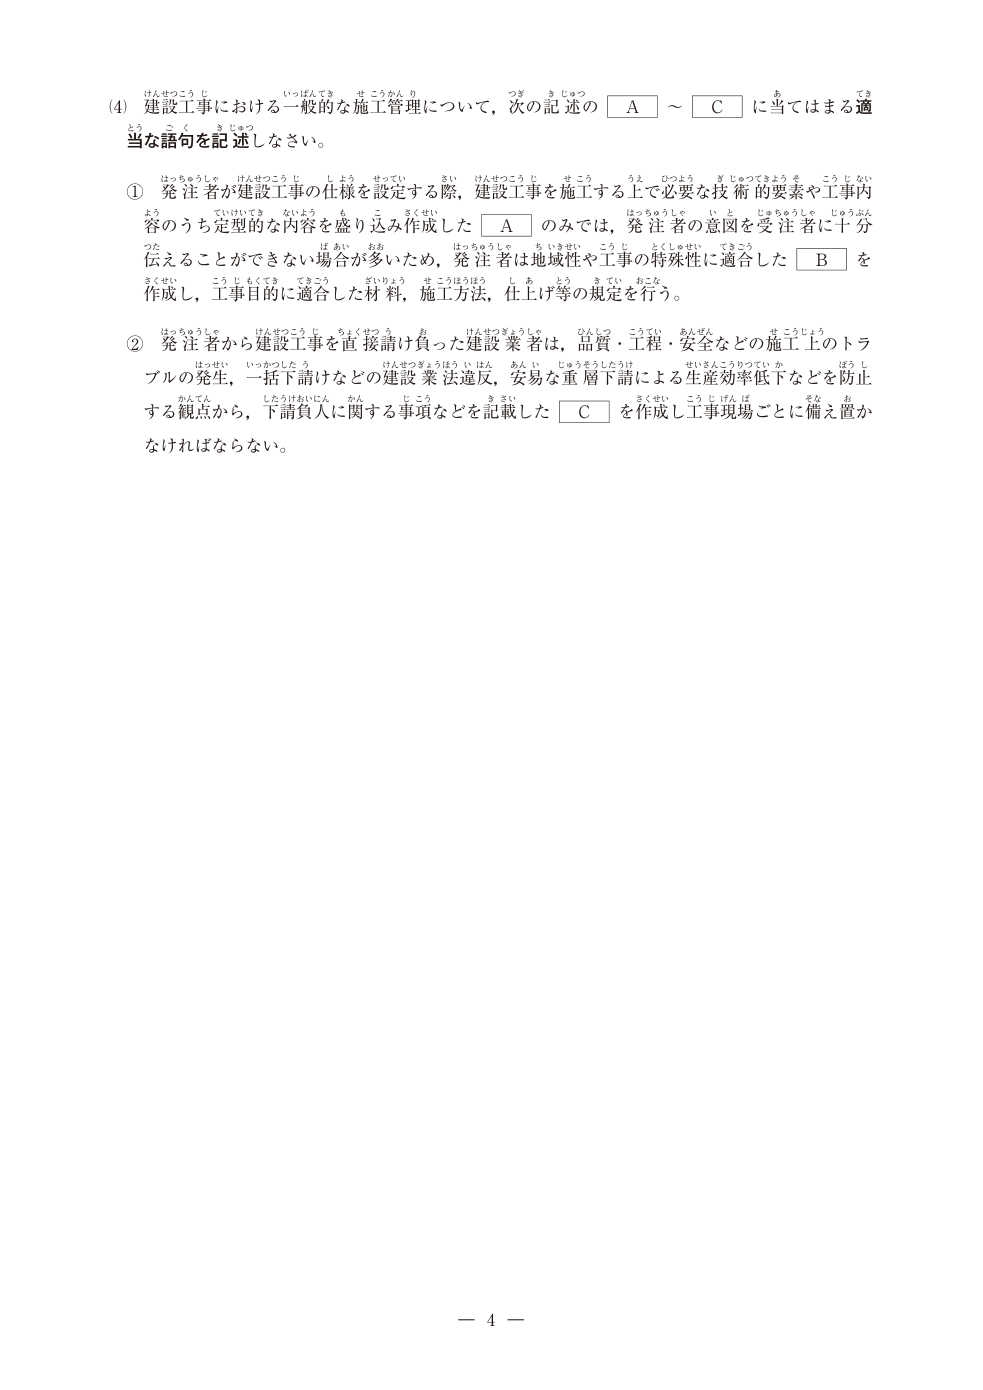 ⑷ 建設工事における一般的な施工管理について，次の記述の A ～ C に当てはまる適
当な語句を記述しなさい。
① 発注者が建設工事の仕様を設定する際，建設工事を施工する上で必要な技術的要素や工事内
容のうち定型的な内容を盛り込み作成した A のみでは，発注者の意図を受注者に十分
伝えることができない場合が多いため，発注者は地域性や工事の特殊性に適合した B を
作成し，工事目的に適合した材料，施工方法，仕上げ等の規定を行う。
② 発注者から建設工事を直接請け負った建設業者は，品質・工程・安全などの施工上のトラ
ブルの発生，一括下請けなどの建設業法違反，安易な重層下請による生産効率低下などを防止
する観点から，下請負人に関する事項などを記載した C を作成し工事現場ごとに備え置か
なければならない。
― 4 ―